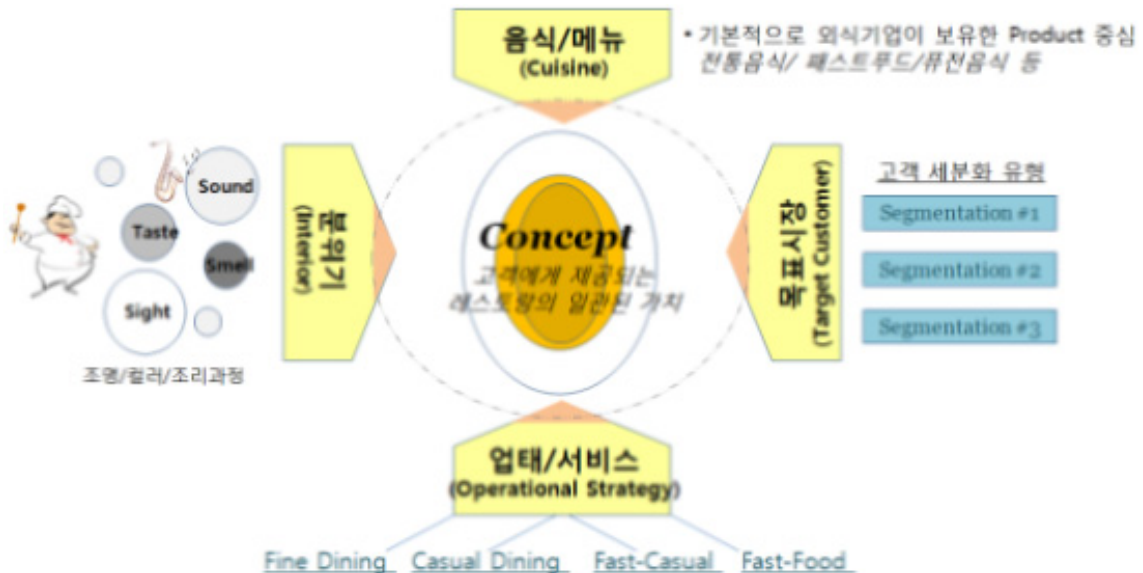 음식/메뉴
(Cuisine)
• 기본적으로 외식기업이 보유한 Product 중심
전통음식/ 패스트푸드/퓨전음식 등
Sound
Taste
Smell
Sight
조명/컬러/조리과정
분위기
(Interior)
Concept
고객에게 제공되는
레스토랑의 일관된 가치
목표시장
(Target Customer)
고객 세분화 유형
Segmentation #1
Segmentation #2
Segmentation #3
업태/서비스
(Operational Strategy)
Fine Dining
Casual Dining
Fast-Casual
Fast-Food